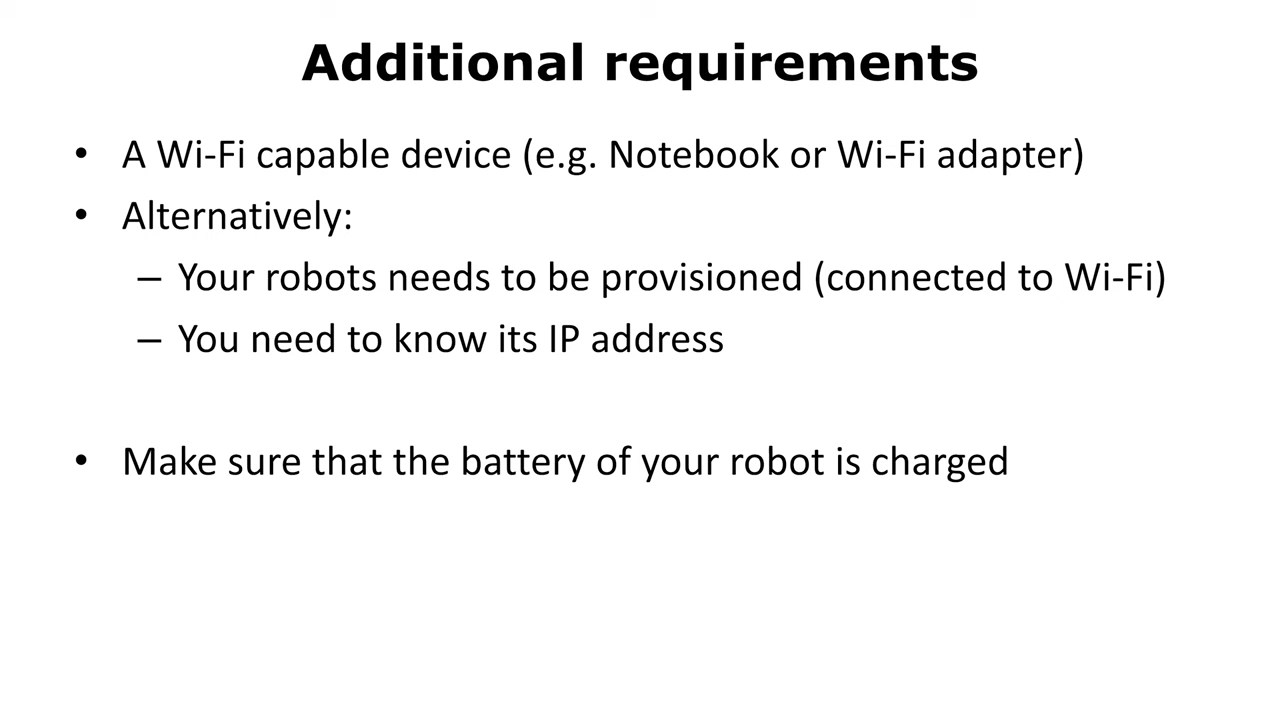 Additional requirements
• A Wi-Fi capable device (e.g. Notebook or Wi-Fi adapter)
• Alternatively:
– Your robots needs to be provisioned (connected to Wi-Fi)
– You need to know its IP address
• Make sure that the battery of your robot is charged